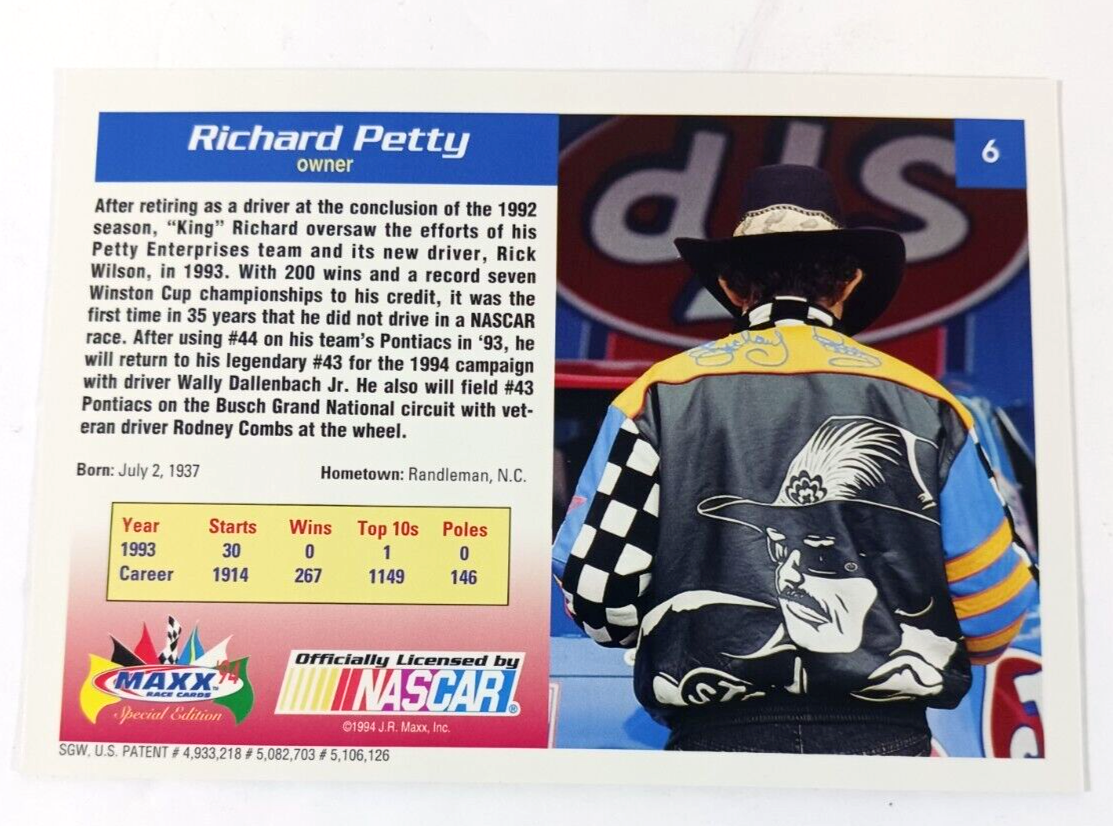 Richard Petty
owner
6
After retiring as a driver at the conclusion of the 1992
season, “King” Richard oversaw the efforts of his
Petty Enterprises team and its new driver, Rick
Wilson, in 1993. With 200 wins and a record seven
Winston Cup championships to his credit, it was the
first time in 35 years that he did not drive in a NASCAR
race. After using #44 on his team’s Pontiacs in ‘93, he
will return to his legendary #43 for the 1994 campaign
with driver Wally Dallenbach Jr. He also will field #43
Pontiacs on the Busch Grand National circuit with vet-
eran driver Rodney Combs at the wheel.
Born: July 2, 1937 Hometown: Randleman, N.C.
Year Starts Wins Top 10s Poles
1993 30 0 1 0
Career 1914 267 1149 146
MAXX '94
RACE CARDS
Special Edition
Officially Licensed by
NASCAR®
©1994 J.R. Maxx, Inc.
SGW, U.S. PATENT # 4,933,218 # 5,082,703 # 5,106,126
STP